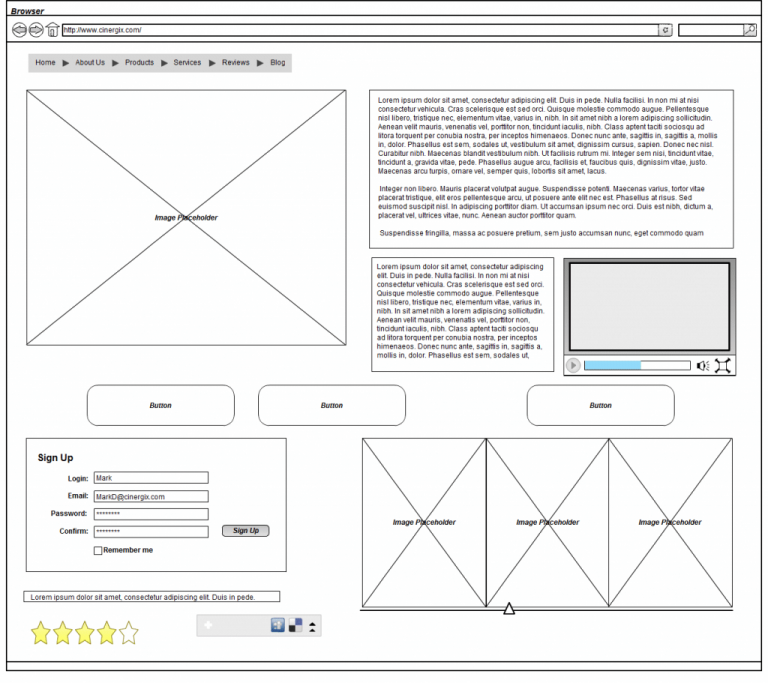 Browser
http://www.cinergix.com/
Home About Us Products Services Reviews Blog
Lorem ipsum dolor sit amet, consectetur adipiscing elit. Duis in pede. Nulla facilisi. In non mi at nisi
consectetur vehicula. Cras scelerisque est sed orci. Quisque molestie commodo augue. Pellentesque
nisl libero, tristique nec, elementum vitae, varius in, nibh. In sit amet nibh a lorem adipiscing sollicitudin.
Aenean velit mauris, venenatis vel, porttitor non, tincidunt iaculis, nibh. Class aptent taciti sociosqu ad
litora torquent per conubia nostra, per inceptos himenaeos. Donec nunc ante, sagittis in, sagittis a, mollis
in, dolor. Phasellus est sem, sodales ut, vestibulum sit amet, dignissim cursus, sapien. Donec nec nisl.
Curabitur nibh. Maecenas blandit vestibulum nibh. Ut facilisis rutrum mi. Integer sem nisi, tincidunt vitae,
tincidunt a, gravida vitae, pede. Phasellus augue arcu, facilisis et, faucibus quis, dignissim vitae, justo.
Maecenas arcu turpis, ornare vel, semper quis, lobortis sit amet, lacus.
Integer non libero. Mauris placerat volutpat augue. Suspendisse potenti. Maecenas varius, tortor vitae
placerat tristique, elit eros pellentesque arcu, ut posuere ante elit nec est. Phasellus at risus. Sed
euismod suscipit nisl. In adipiscing porttitor diam. Ut accumsan ipsum nec orci. Duis est nibh, dictum a,
placerat vel, ultrices vitae, nunc. Aenean auctor porttitor quam.
Suspendisse fringilla, massa ac posuere pretium, sem justo accumsan nunc, eget commodo quam
Image Placeholder
Lorem ipsum dolor sit amet, consectetur adipiscing
elit. Duis in pede. Nulla facilisi. In non mi at nisi
consectetur vehicula. Cras scelerisque est sed orci.
Quisque molestie commodo augue. Pellentesque
nisl libero, tristique nec, elementum vitae, varius in,
nibh. In sit amet nibh a lorem adipiscing sollicitudin.
Aenean velit mauris, venenatis vel, porttitor non,
tincidunt iaculis, nibh. Class aptent taciti sociosqu
ad litora torquent per conubia nostra, per inceptos
himenaeos. Donec nunc ante, sagittis in, sagittis a,
mollis in, dolor. Phasellus est sem, sodales ut,
Button
Button
Button
Sign Up
Login: Mark
Email: MarkD@cinergix.com
Password: ********
Confirm: ********
Sign Up
Remember me
Image Placeholder
Image Placeholder
Image Placeholder
Lorem ipsum dolor sit amet, consectetur adipiscing elit. Duis in pede.